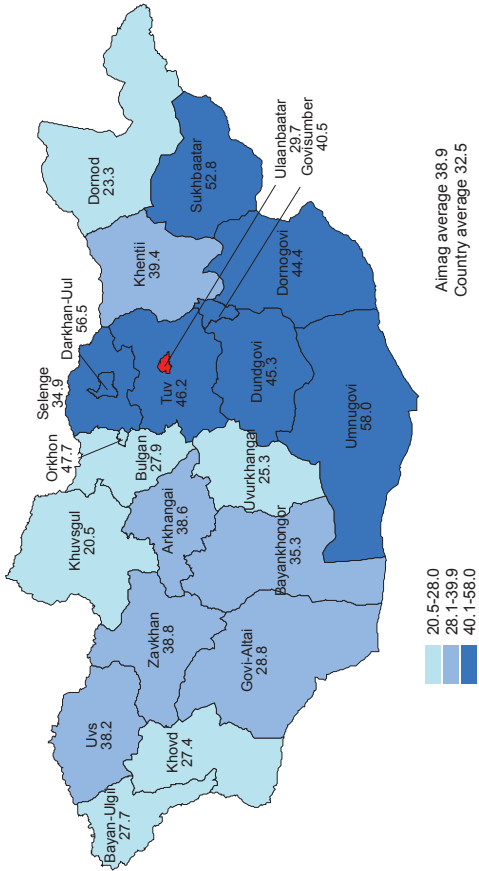 Bayan-Ulgii
27.7
Uvs
38.2
Khovd
27.4
Zavkhan
38.8
Govi-Altai
28.8
Khuvsgul
20.5
Arkhangai
38.6
Bayankhongor
35.3
Orkhon
47.7
Bulgan
27.9
Uvurkhangai
25.3
Selenge
34.9
Darkhan-Uul
56.5
Tuv
46.2
Dundgovi
45.3
Umnugovi
58.0
Khentii
39.4
Dornogovi
44.4
Dornod
23.3
Sukhbaatar
52.8
Ulaanbaatar
29.7
Govisumber
40.5
20.5-28.0
28.1-39.9
40.1-58.0
Aimag average 38.9
Country average 32.5